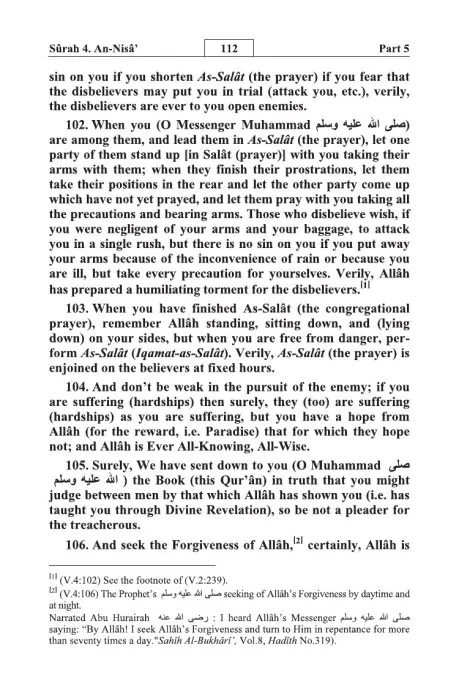 Sûrah 4. An-Nisâ’ 112 Part 5
sin on you if you shorten As-Salât (the prayer) if you fear that
the disbelievers may put you in trial (attack you, etc.), verily,
the disbelievers are ever to you open enemies.
102. When you (O Messenger Muhammad صلى الله عليه وسلم)
are among them, and lead them in As-Salât (the prayer), let one
party of them stand up [in Salât (prayer)] with you taking their
arms with them; when they finish their prostrations, let them
take their positions in the rear and let the other party come up
which have not yet prayed, and let them pray with you taking all
the precautions and bearing arms. Those who disbelieve wish, if
you were negligent of your arms and your baggage, to attack
you in a single rush, but there is no sin on you if you put away
your arms because of the inconvenience of rain or because you
are ill, but take every precaution for yourselves. Verily, Allâh
has prepared a humiliating torment for the disbelievers.[1]
103. When you have finished As-Salât (the congregational
prayer), remember Allâh standing, sitting down, and (lying
down) on your sides, but when you are free from danger, per-
form As-Salât (Iqamat-as-Salât). Verily, As-Salât (the prayer) is
enjoined on the believers at fixed hours.
104. And don’t be weak in the pursuit of the enemy; if you
are suffering (hardships) then surely, they (too) are suffering
(hardships) as you are suffering, but you have a hope from
Allâh (for the reward, i.e. Paradise) that for which they hope
not; and Allâh is Ever All-Knowing, All-Wise.
105. Surely, We have sent down to you (O Muhammad صلى
الله عليه وسلم ) the Book (this Qur’ân) in truth that you might
judge between men by that which Allâh has shown you (i.e. has
taught you through Divine Revelation), so be not a pleader for
the treacherous.
106. And seek the Forgiveness of Allâh,[2] certainly, Allâh is
[1] (V.4:102) See the footnote of (V.2:239).
[2] (V.4:106) The Prophet’s صلى الله عليه وسلم seeking of Allâh’s Forgiveness by daytime and
at night.
Narrated Abu Hurairah رضى الله عنه : I heard Allâh’s Messenger صلى الله عليه وسلم
saying: “By Allâh! I seek Allâh’s Forgiveness and turn to Him in repentance for more
than seventy times a day."Sahih Al-Bukhârî’, Vol.8, Hadîth No.319).